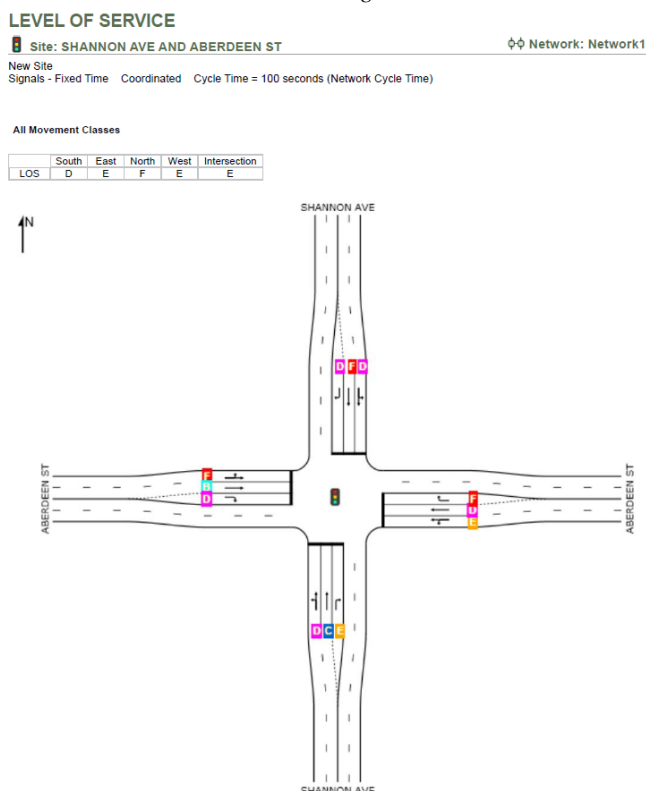 LEVEL OF SERVICE
Site: SHANNON AVE AND ABERDEEN ST
Network: Network1
New Site
Signals - Fixed Time Coordinated Cycle Time = 100 seconds (Network Cycle Time)
All Movement Classes
South East North West Intersection
LOS D E F E E
SHANNON AVE
N
D F D
ABERDEEN ST
F
D
F
D
E
ABERDEEN ST
D C E
SHANNON AVE